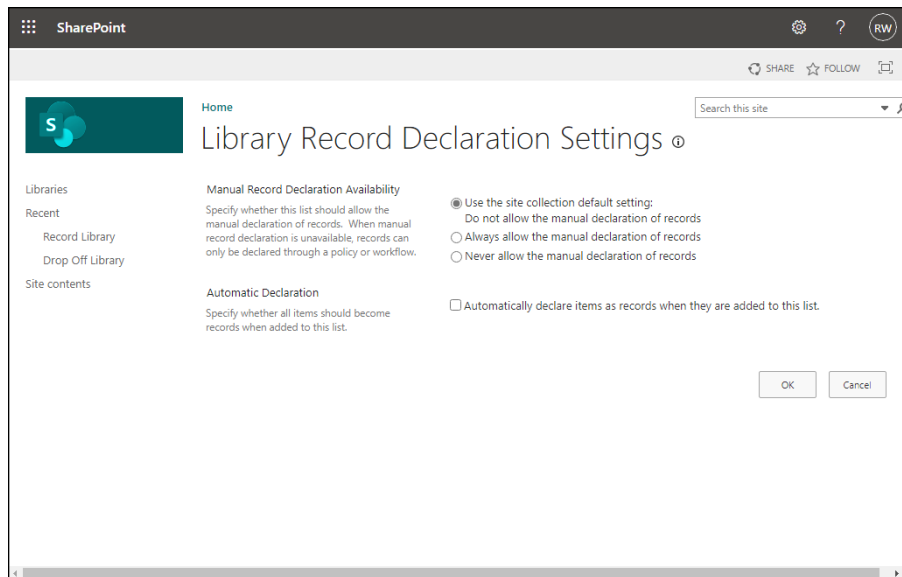 SharePoint
?
RW
SHARE
FOLLOW
S
Home
Search this site
Library Record Declaration Settings
Libraries
Recent
Record Library
Drop Off Library
Site contents
Manual Record Declaration Availability
Specify whether this list should allow the
manual declaration of records. When manual
record declaration is unavailable, records can
only be declared through a policy or workflow.
Use the site collection default setting:
Do not allow the manual declaration of records
Always allow the manual declaration of records
Never allow the manual declaration of records
Automatic Declaration
Specify whether all items should become
records when added to this list.
Automatically declare items as records when they are added to this list.
OK
Cancel